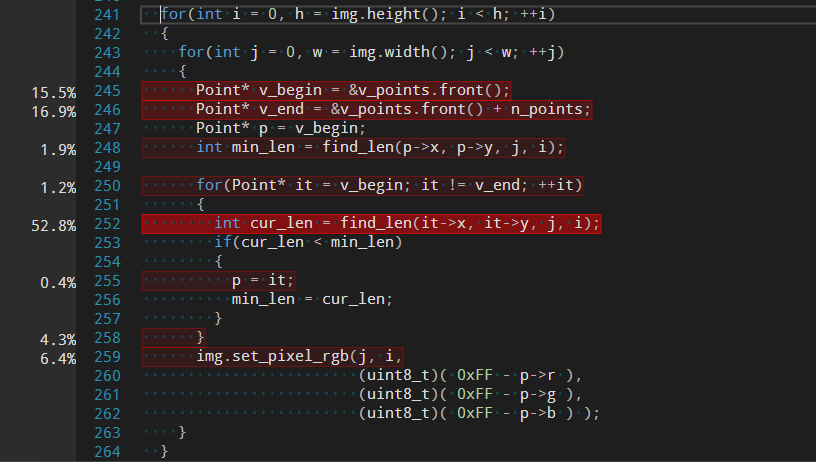 241 for(int i = 0, h = img.height(); i < h; ++i)
242 {
243 for(int j = 0, w = img.width(); j < w; ++j)
244 {
15.5% 245 Point* v_begin = &v_points.front();
16.9% 246 Point* v_end = &v_points.front() + n_points;
247 Point* p = v_begin;
1.9% 248 int min_len = find_len(p->x, p->y, j, i);
249
1.2% 250 for(Point* it = v_begin; it != v_end; ++it)
251 {
52.8% 252 int cur_len = find_len(it->x, it->y, j, i);
253 if(cur_len < min_len)
254 {
0.4% 255 p = it;
256 min_len = cur_len;
257 }
4.3% 258 }
6.4% 259 img.set_pixel_rgb(j, i,
260 (uint8_t)( 0xFF - p->r ),
261 (uint8_t)( 0xFF - p->g ),
262 (uint8_t)( 0xFF - p->b ) );
263 }
264 }